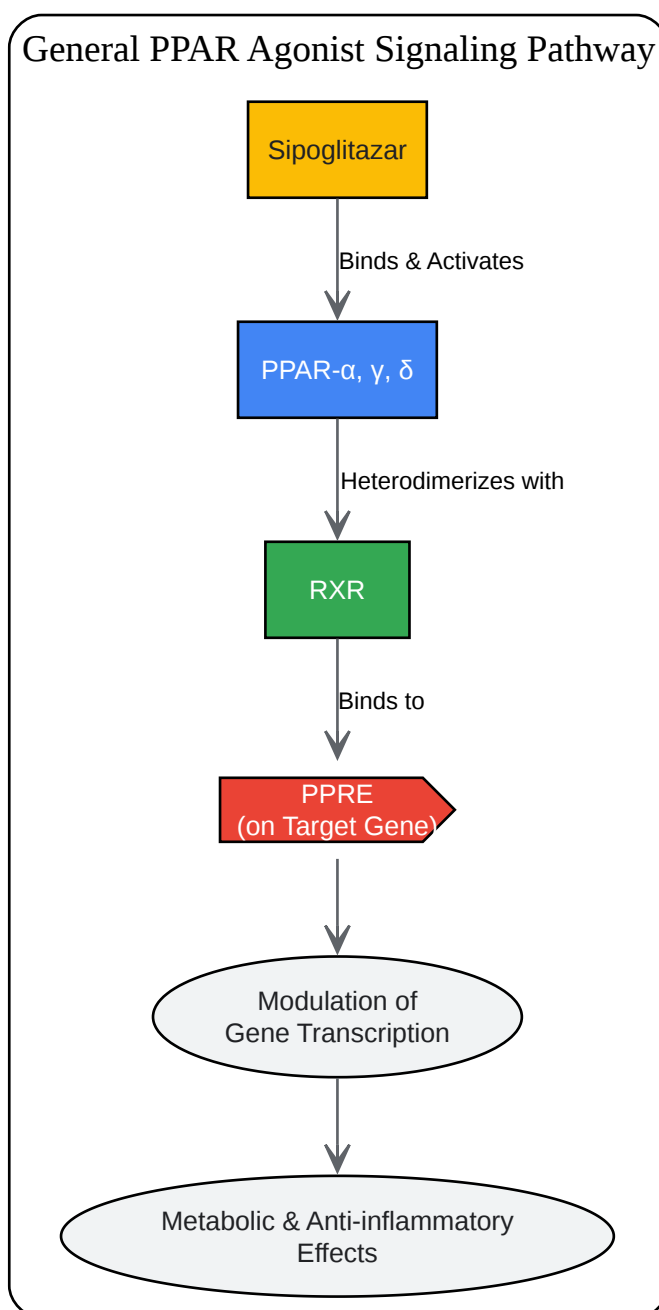 General PPAR Agonist Signaling Pathway
Sipoglitazar
Binds & Activates
PPAR-α, γ, δ
Heterodimerizes with
RXR
Binds to
PPRE
(on Target Gene)
Modulation of
Gene Transcription
Metabolic & Anti-inflammatory
Effects